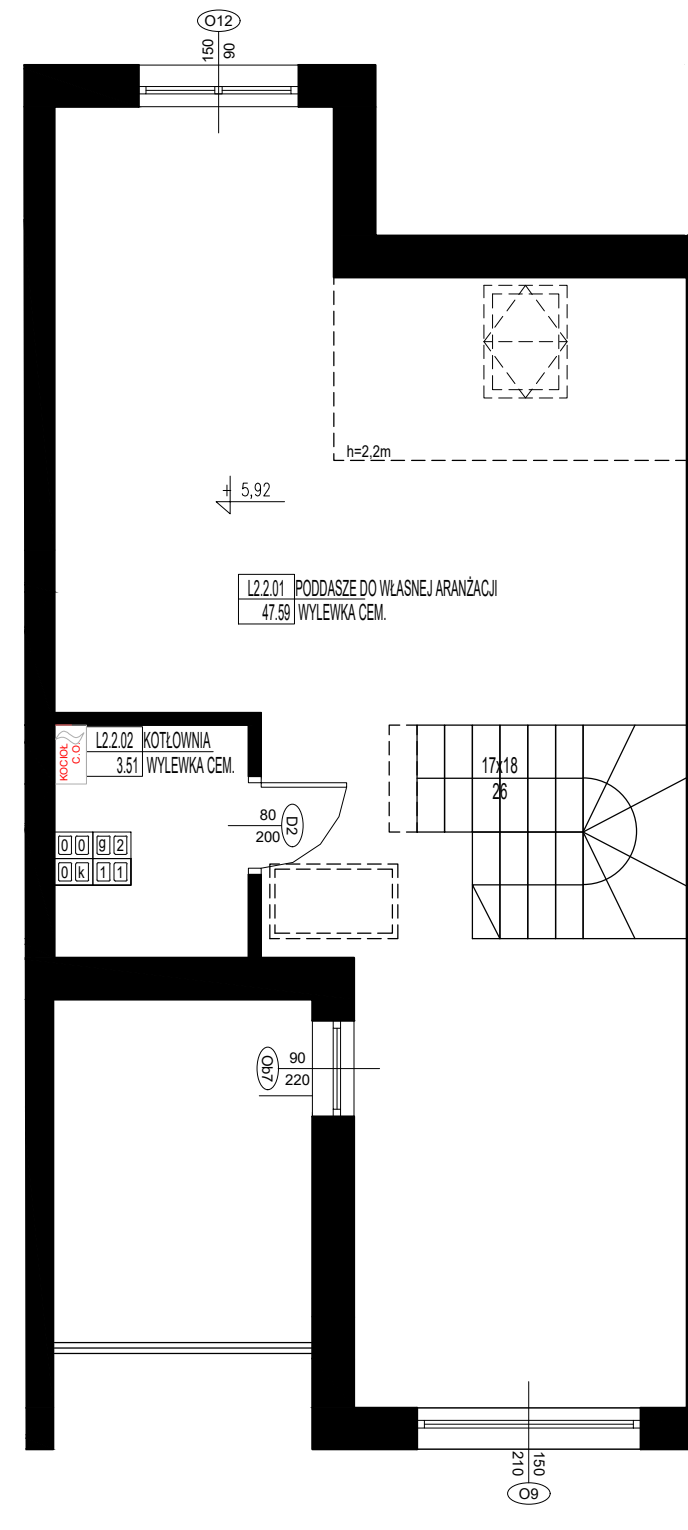 O12
150
90
h=2,2m
+ 5,92
L2.2.01 PODDASZE DO WŁASNEJ ARANŻACJI
47.59 WYLEWKA CEM.
KOCIOŁ
C.O.
L2.2.02 KOTŁOWNIA
3.51 WYLEWKA CEM.
17x18
26
80
200
D2
0 0 g 2
0 k 1 1
Ob7
90
220
150
210
O9